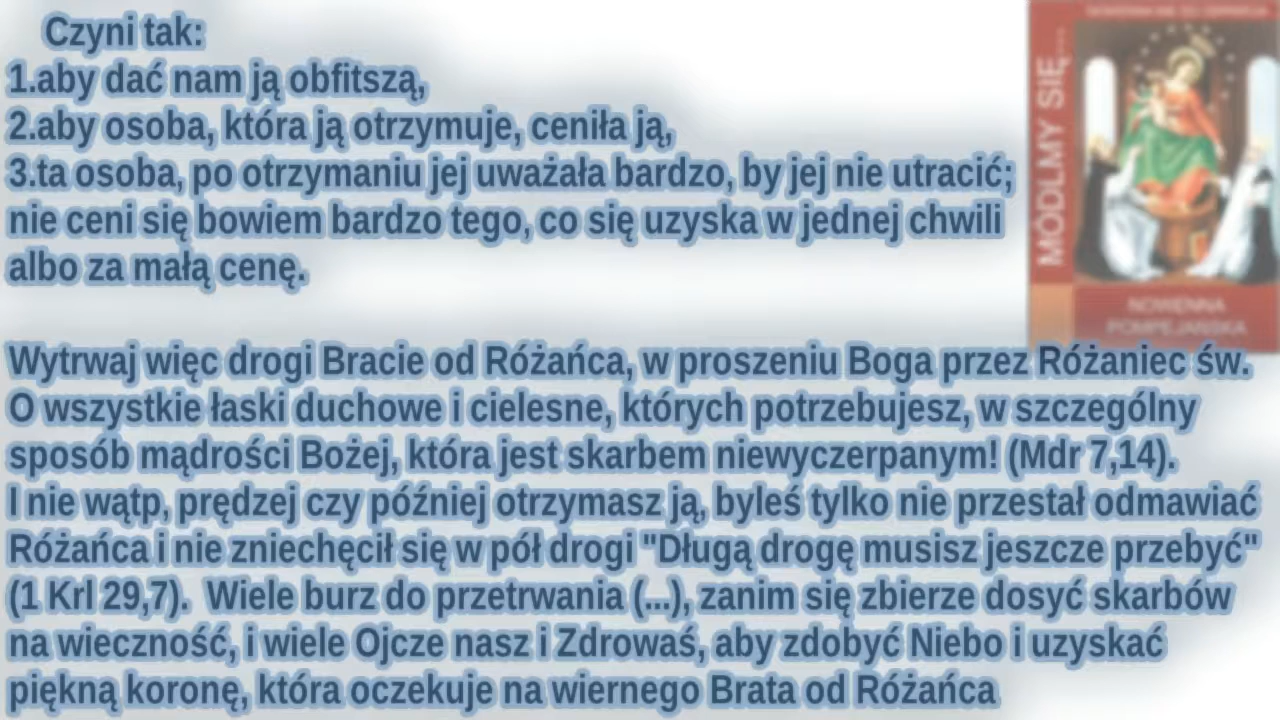 Czyni tak:
1.aby dać nam ją obfitszą,
2.aby osoba, która ją otrzymuje, ceniła ją,
3.ta osoba, po otrzymaniu jej uważała bardzo, by jej nie utracić;
nie ceni się bowiem bardzo tego, co się uzyska w jednej chwili
albo za małą cenę.
MÓDLMY SIĘ...
NOWENNA
POMPEJAŃSKA
Wytrwaj więc drogi Bracie od Różańca, w proszeniu Boga przez Różaniec św.
O wszystkie łaski duchowe i cielesne, których potrzebujesz, w szczególny
sposób mądrości Bożej, która jest skarbem niewyczerpanym! (Mdr 7,14).
I nie wątp, prędzej czy później otrzymasz ją, byleś tylko nie przestał odmawiać
Różańca i nie zniechęcił się w pół drogi "Długą drogę musisz jeszcze przebyć"
(1 Krl 29,7).  Wiele burz do przetrwania (...), zanim się zbierze dosyć skarbów
na wieczność, i wiele Ojcze nasz i Zdrowaś, aby zdobyć Niebo i uzyskać
piękną koronę, która oczekuje na wiernego Brata od Różańca